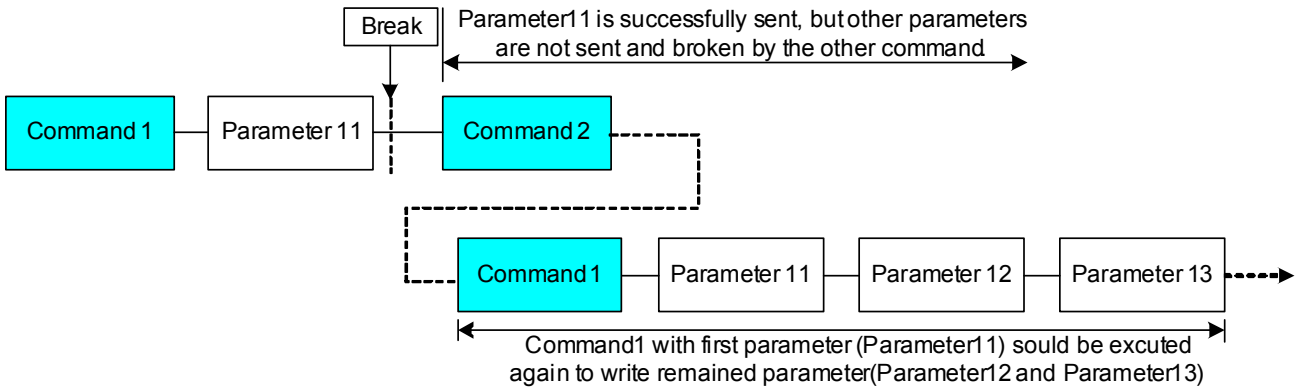 Break
Parameter11 is successfully sent, but other parameters
are not sent and broken by the other command.
Command 1
Parameter 11
Command 2
Command 1
Parameter 11
Parameter 12
Parameter 13
Command1 with first parameter (Parameter11) sould be excuted
again to write remained parameter(Parameter12 and Parameter13)